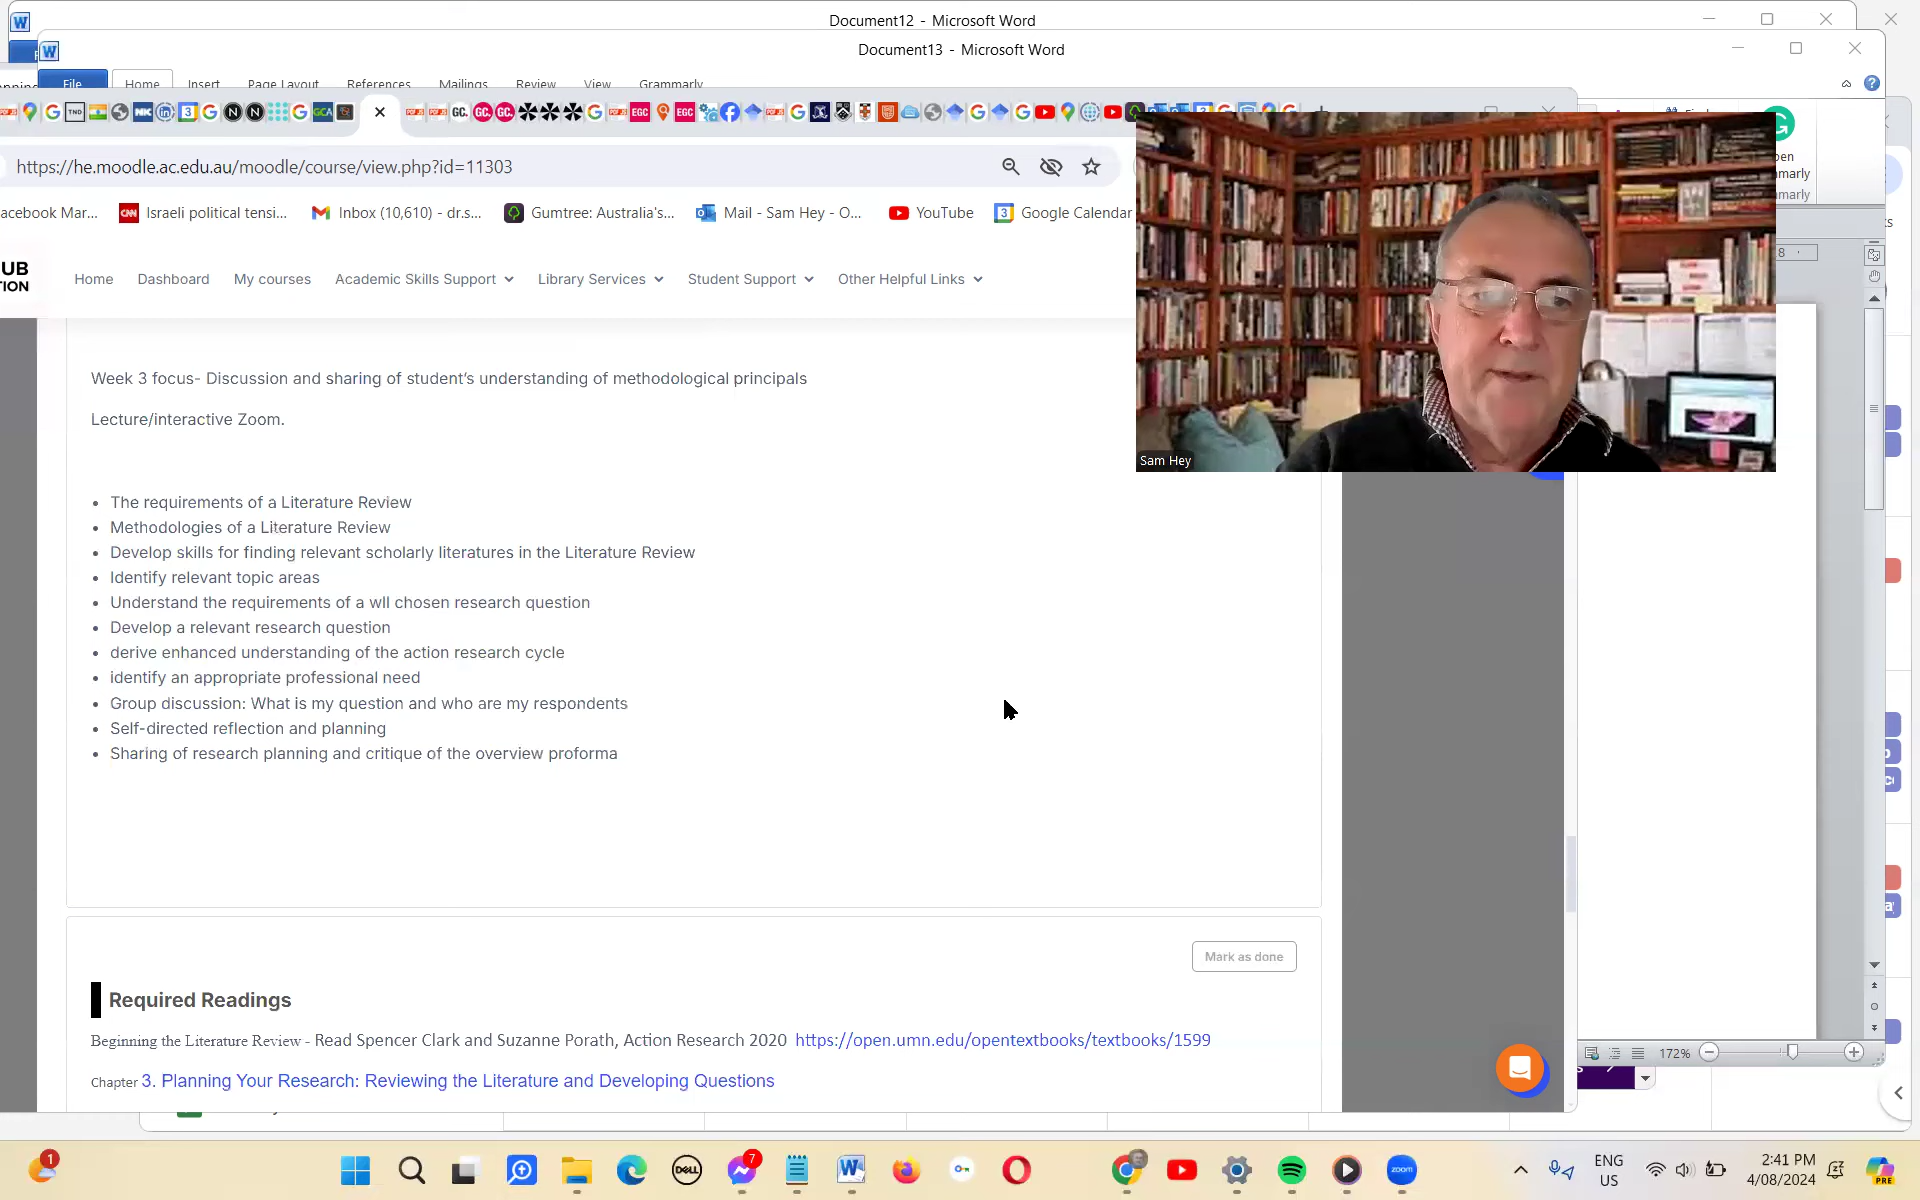 Document12 - Microsoft Word
Document13 - Microsoft Word
File Home Insert Page Layout References Mailings Review View Grammarly
https://he.moodle.ac.edu.au/moodle/course/view.php?id=11303
acebook Mar... Israeli political tensi... Inbox (10,610) - dr.s... Gumtree: Australia's... Mail - Sam Hey - O... YouTube Google Calendar
UB
TION
Home Dashboard My courses Academic Skills Support Library Services Student Support Other Helpful Links
Week 3 focus- Discussion and sharing of student's understanding of methodological principals
Lecture/interactive Zoom.
Sam Hey
• The requirements of a Literature Review
• Methodologies of a Literature Review
• Develop skills for finding relevant scholarly literatures in the Literature Review
• Identify relevant topic areas
• Understand the requirements of a wll chosen research question
• Develop a relevant research question
• derive enhanced understanding of the action research cycle
• identify an appropriate professional need
• Group discussion: What is my question and who are my respondents
• Self-directed reflection and planning
• Sharing of research planning and critique of the overview proforma
Mark as done
Required Readings
Beginning the Literature Review - Read Spencer Clark and Suzanne Porath, Action Research 2020 https://open.umn.edu/opentextbooks/textbooks/1599
Chapter 3. Planning Your Research: Reviewing the Literature and Developing Questions
172%
ENG
US
2:41 PM
4/08/2024